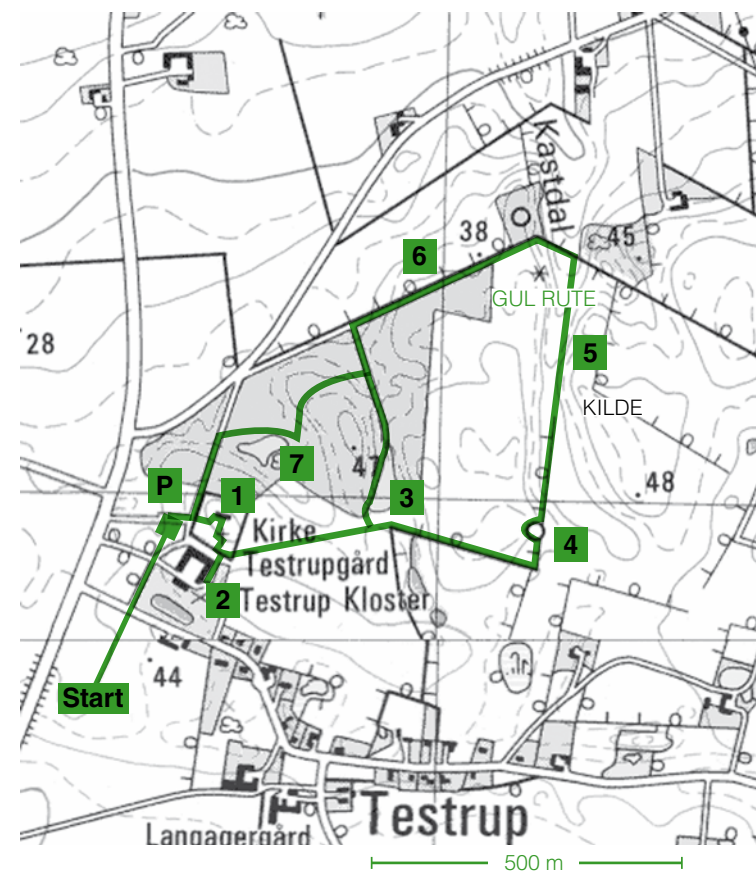 Kastdal
38
45
6
GUL RUTE
28
5
KILDE
7
47
48
P
1
3
Kirke
4
Testrupgård
2
Testrup Kloster
44
Start
Testrup
Langagergård
500 m